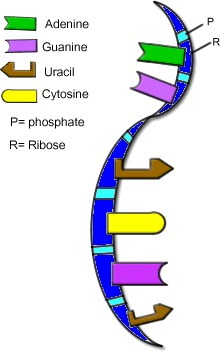 Adenine
Guanine
Uracil
Cytosine
P= phosphate
R= Ribose
P
R